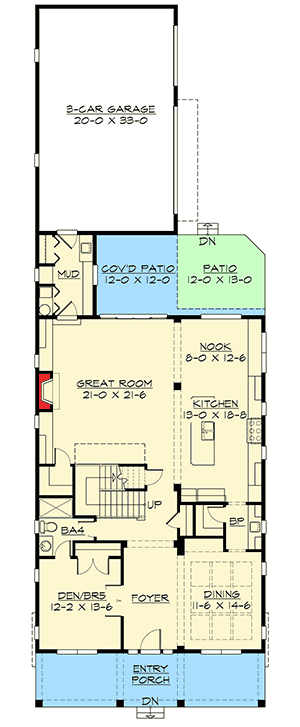 3-CAR GARAGE
20-0 X 33-0
DN
MUD
COV'D PATIO
12-0 X 12-0
PATIO
12-0 X 13-0
NOOK
8-0 X 12-6
GREAT ROOM
21-0 X 21-6
KITCHEN
13-0 X 18-8
UP
BA4
BP
DEN/BR5
12-2 X 13-6
FOYER
DINING
11-6 X 14-6
ENTRY
PORCH
DN